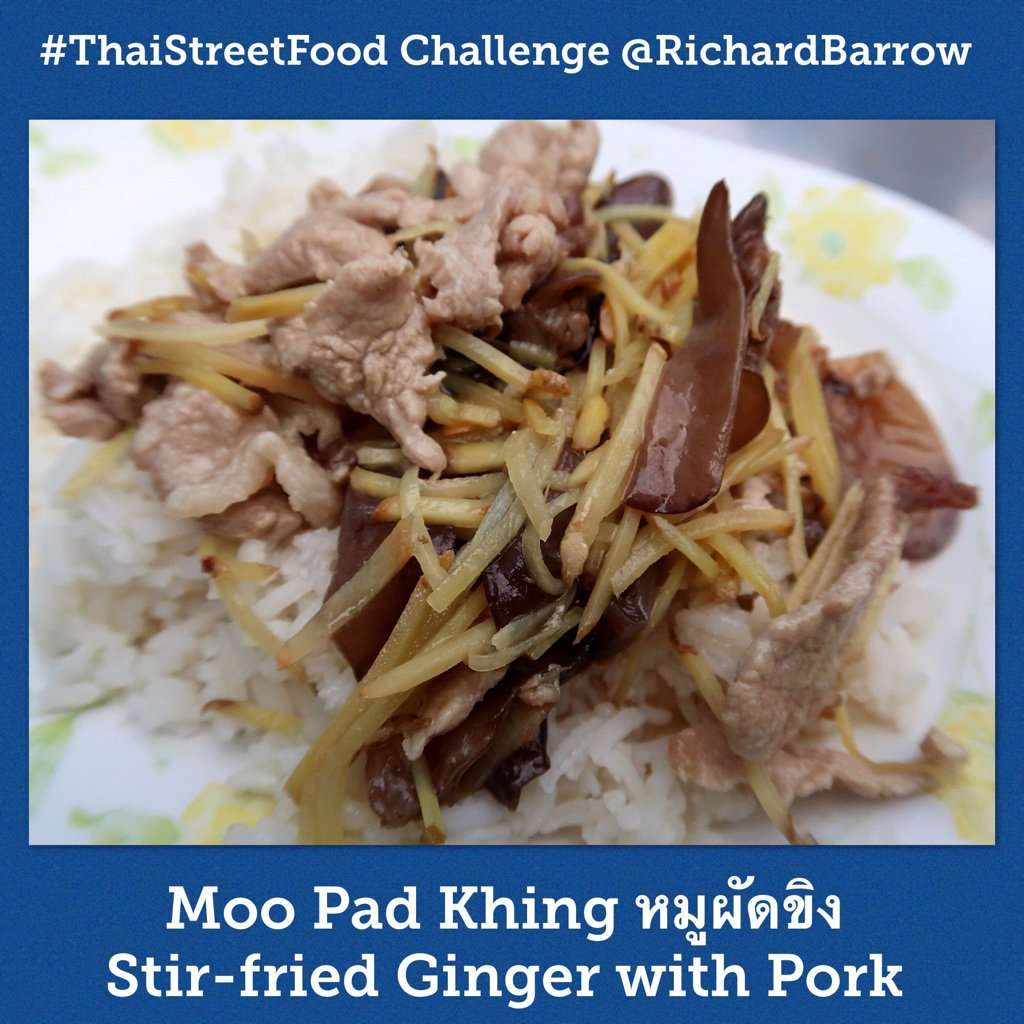 #ThaiStreetFood Challenge @RichardBarrow
Moo Pad Khing หมูผัดขิง
Stir-fried Ginger with Pork